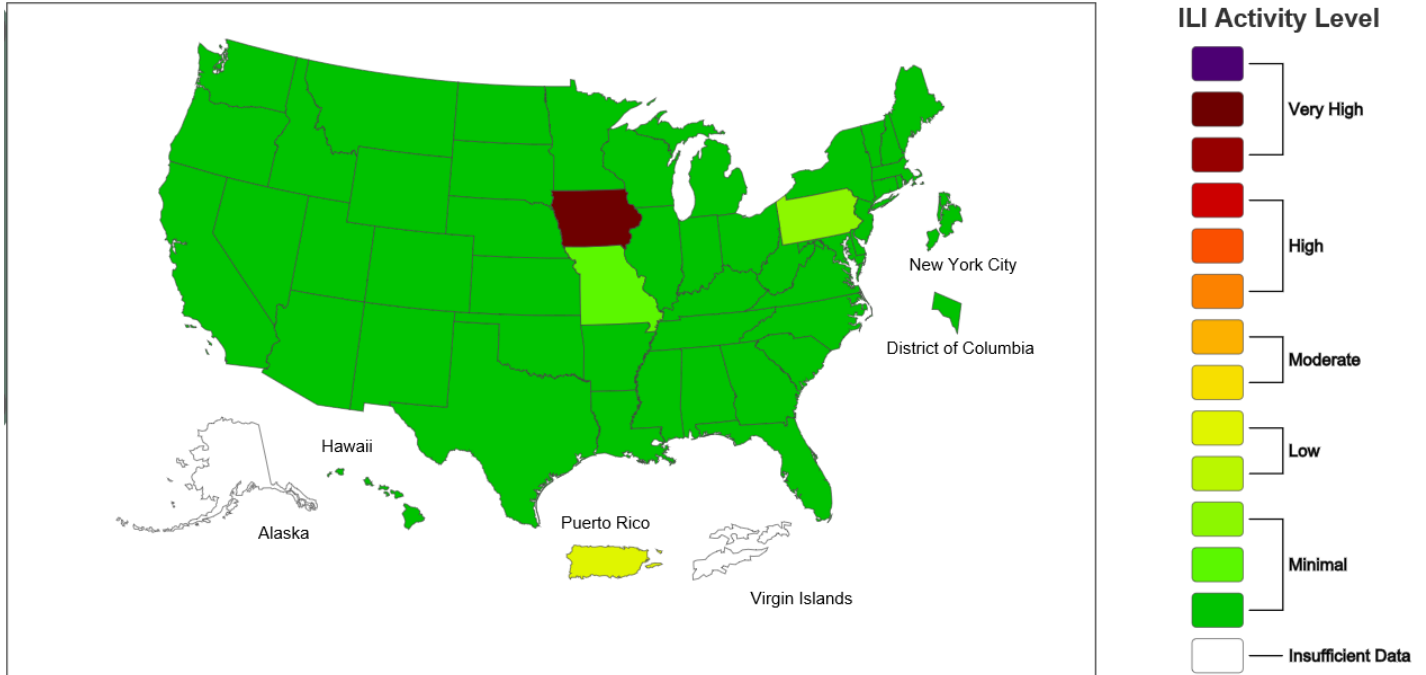 ILI Activity Level
Very High
High
Moderate
Low
Minimal
Insufficient Data
New York City
District of Columbia
Hawaii
Alaska
Puerto Rico
Virgin Islands